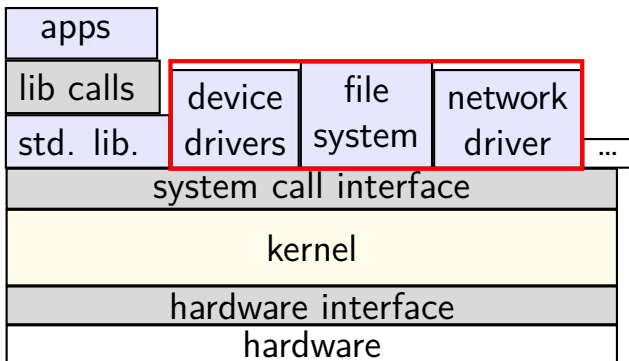 apps
lib calls
std. lib.
device
drivers
file
system
network
driver
...
system call interface
kernel
hardware interface
hardware